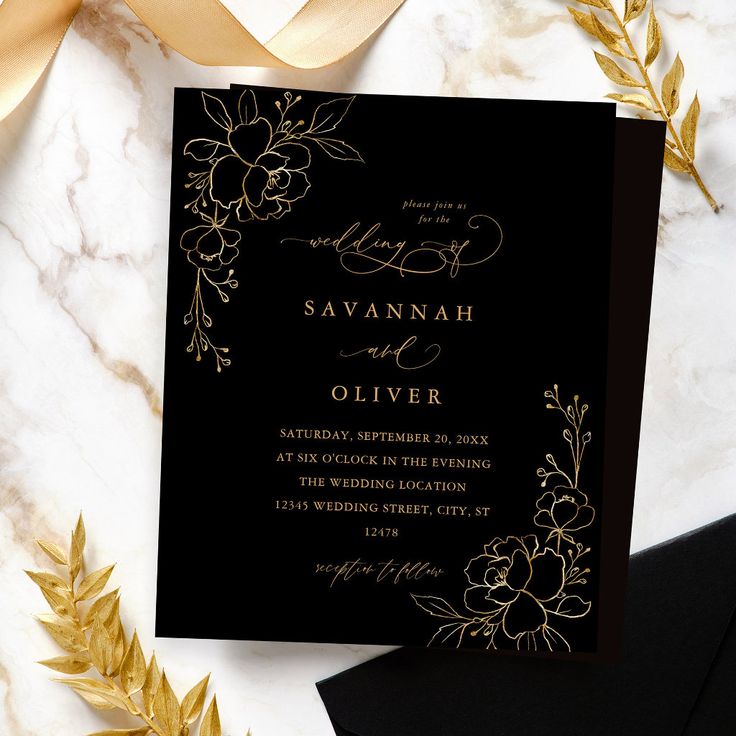 please join us
for the
wedding of
SAVANNAH
and
OLIVER
SATURDAY, SEPTEMBER 20, 20XX
AT SIX O'CLOCK IN THE EVENING
THE WEDDING LOCATION
12345 WEDDING STREET, CITY, ST
12478
reception to follow